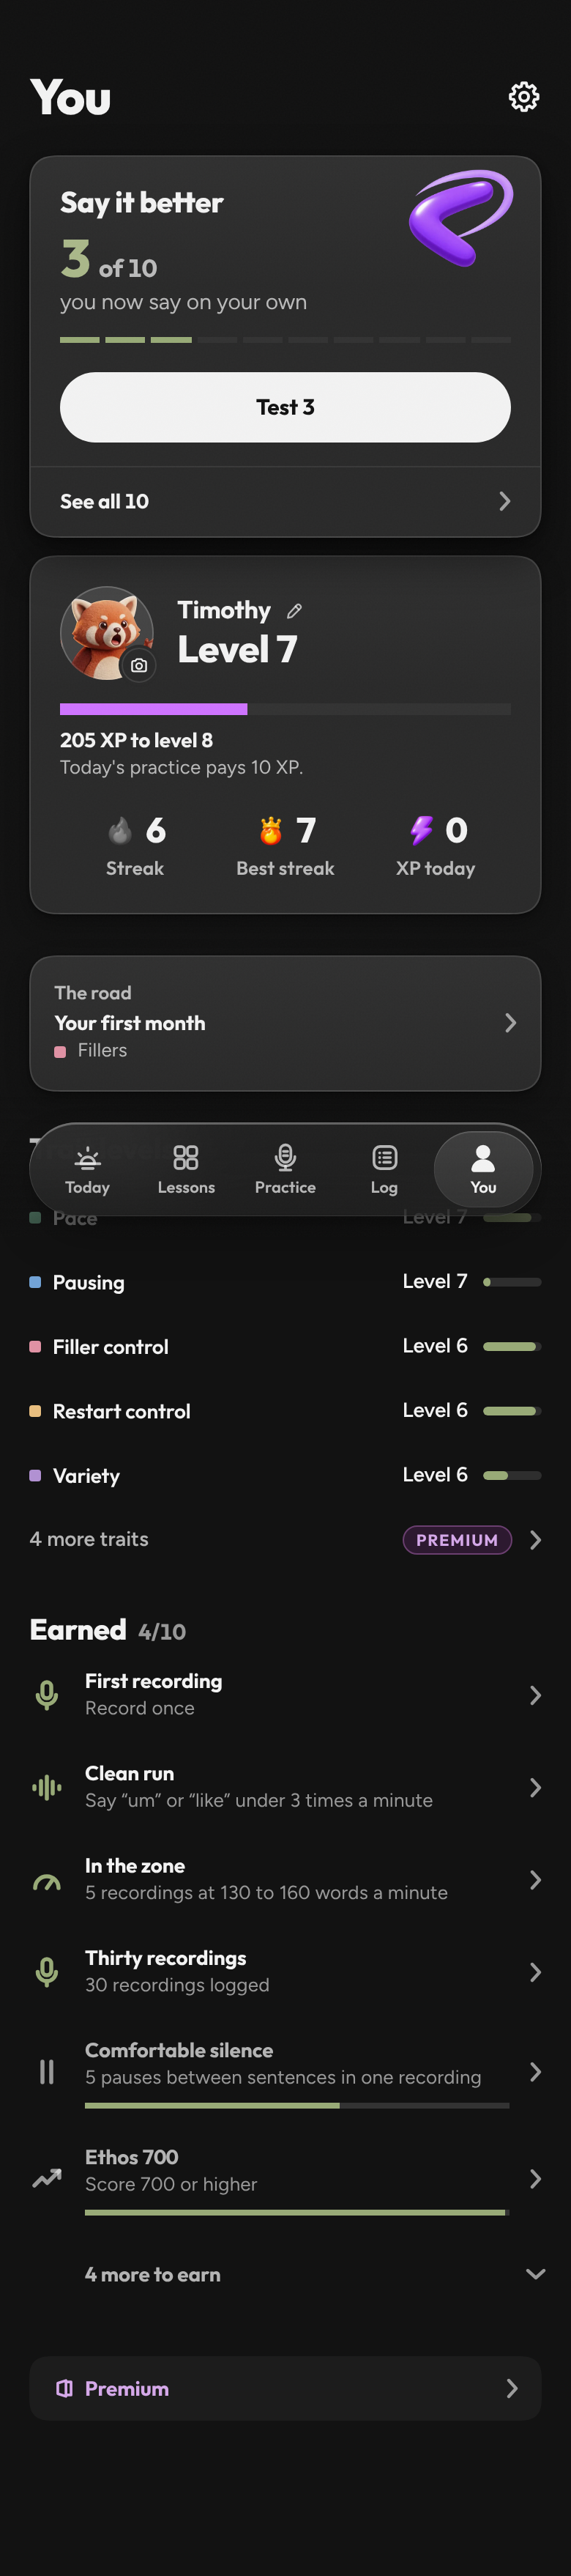 You
Say it better
3 of 10
you now say on your own
Test 3
See all 10
Timothy
Level 7
205 XP to level 8
Today's practice pays 10 XP.
6
Streak
7
Best streak
0
XP today
The road
Your first month
Fillers
Today
Lessons
Practice
Log
You
Pace Level 7
Pausing Level 7
Filler control Level 6
Restart control Level 6
Variety Level 6
4 more traits PREMIUM
Earned 4/10
First recording
Record once
Clean run
Say “um” or “like” under 3 times a minute
In the zone
5 recordings at 130 to 160 words a minute
Thirty recordings
30 recordings logged
Comfortable silence
5 pauses between sentences in one recording
Ethos 700
Score 700 or higher
4 more to earn
Premium